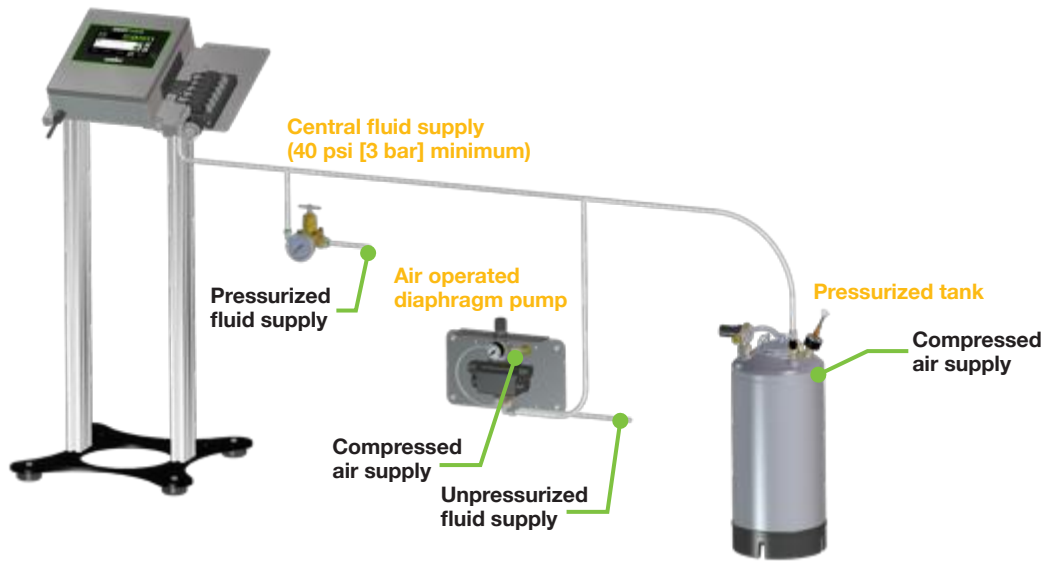 Central fluid supply
(40 psi [3 bar] minimum)
Pressurized
fluid supply
Air operated
diaphragm pump
Pressurized tank
Compressed
air supply
Compressed
air supply
Unpressurized
fluid supply